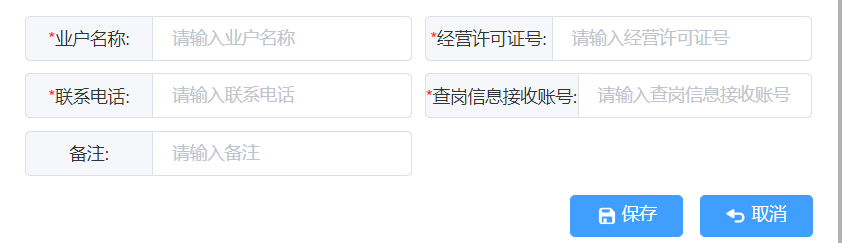 *业户名称: 请输入业户名称 *经营许可证号: 请输入经营许可证号
*联系电话: 请输入联系电话 *查岗信息接收账号: 请输入查岗信息接收账号
备注: 请输入备注
保存 取消